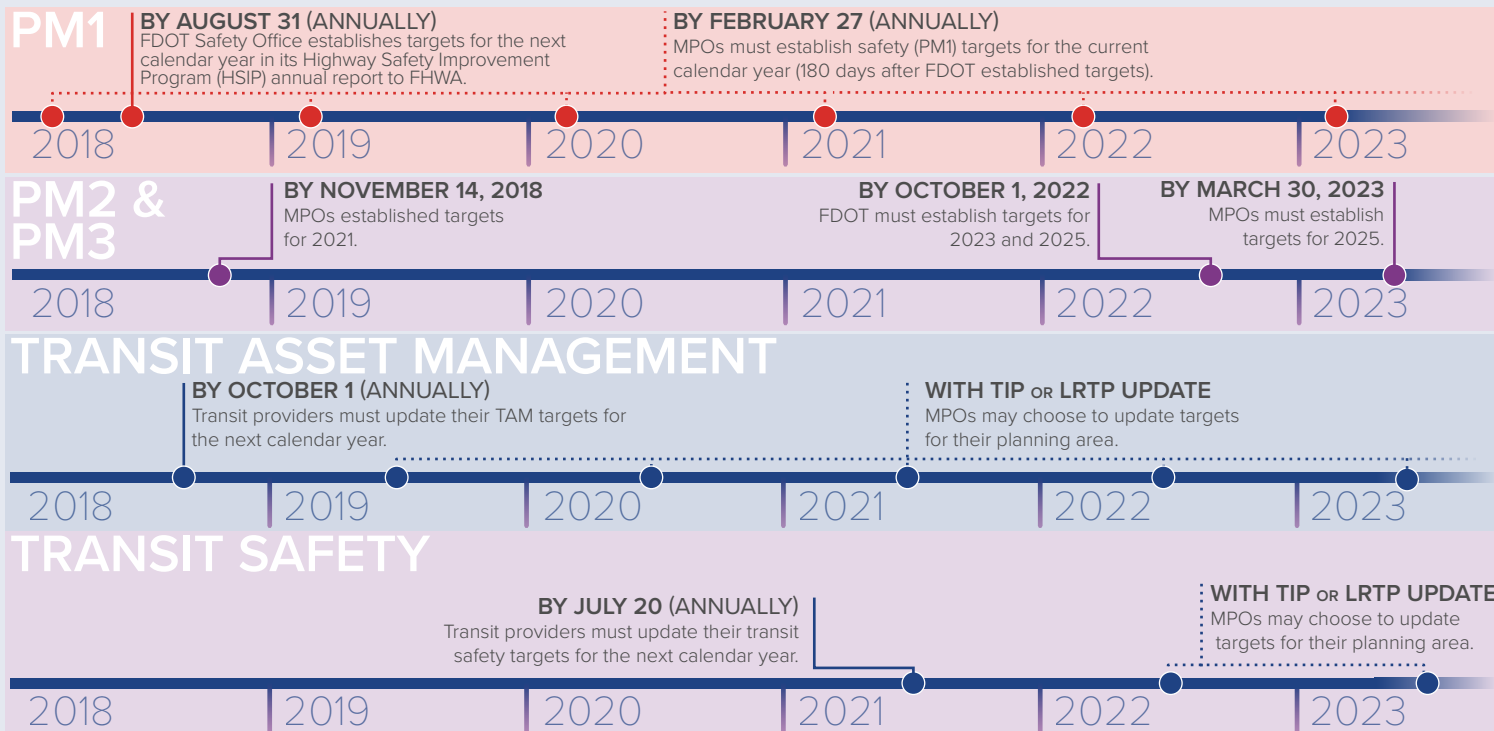 PM1
BY AUGUST 31 (ANNUALLY)
FDOT Safety Office establishes targets for the next
calendar year in its Highway Safety Improvement
Program (HSIP) annual report to FHWA.
BY FEBRUARY 27 (ANNUALLY)
MPOs must establish safety (PM1) targets for the current
calendar year (180 days after FDOT established targets).
2018
2019
2020
2021
2022
2023
PM2 &
PM3
BY NOVEMBER 14, 2018
MPOs established targets
for 2021.
BY OCTOBER 1, 2022
FDOT must establish targets for
2023 and 2025.
BY MARCH 30, 2023
MPOs must establish
targets for 2025.
2018
2019
2020
2021
2022
2023
TRANSIT ASSET MANAGEMENT
BY OCTOBER 1 (ANNUALLY)
Transit providers must update their TAM targets for
the next calendar year.
WITH TIP OR LRTP UPDATE
MPOs may choose to update targets
for their planning area.
2018
2019
2020
2021
2022
2023
TRANSIT SAFETY
BY JULY 20 (ANNUALLY)
Transit providers must update their transit
safety targets for the next calendar year.
WITH TIP OR LRTP UPDATE
MPOs may choose to update
targets for their planning area.
2018
2019
2020
2021
2022
2023